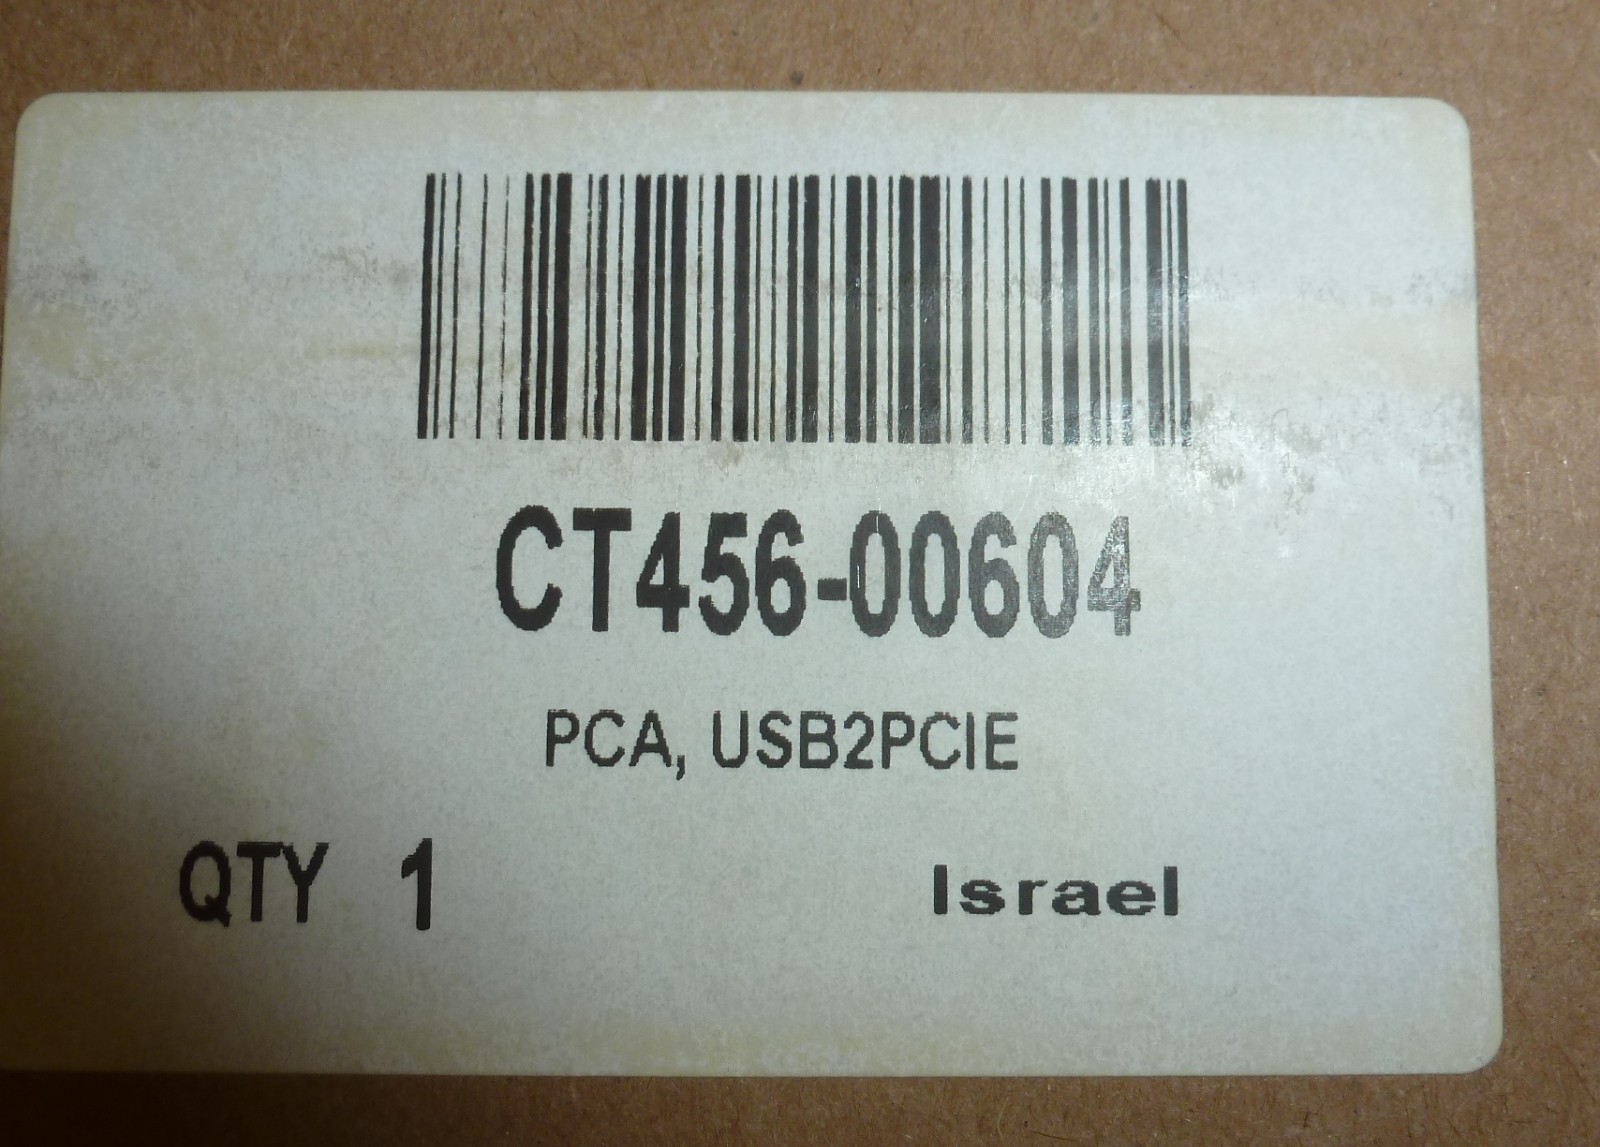 CT456-00604
PCA, USB2PCIE
QTY 1 Israel